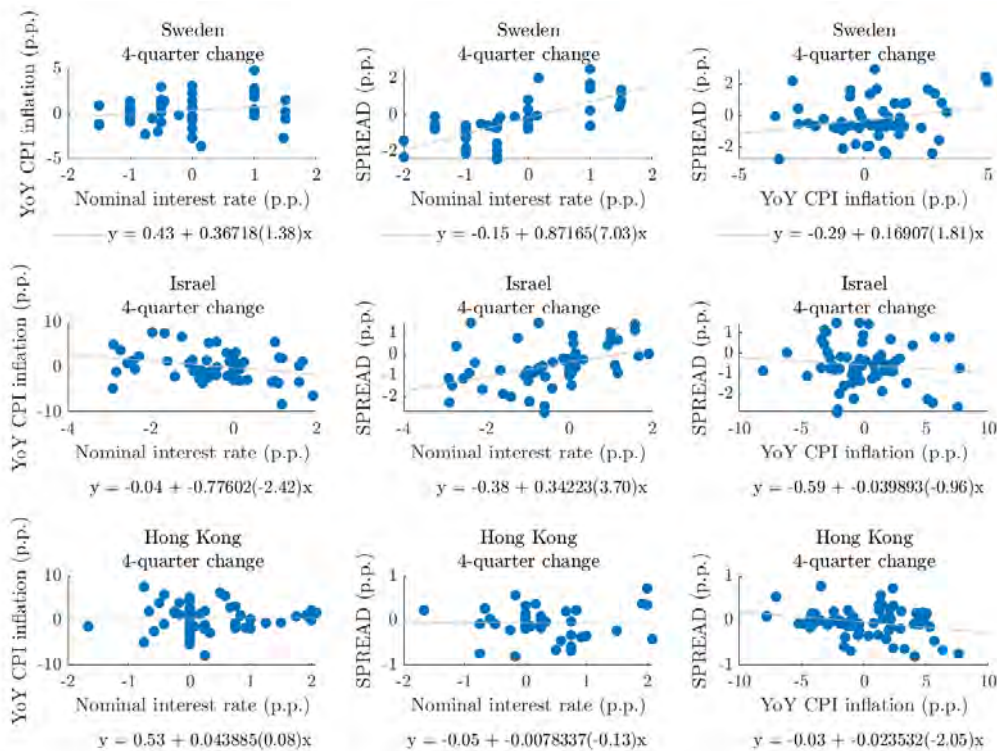 Sweden
4-quarter change
YoY CPI inflation (p.p.)
5
0
-5
-2
-1
0
1
2
Nominal interest rate (p.p.)
y = 0.43 + 0.36718(1.38)x
Sweden
4-quarter change
SPREAD (p.p.)
2
0
-2
-2
-1
0
1
2
Nominal interest rate (p.p.)
y = -0.15 + 0.87165(7.03)x
Sweden
4-quarter change
SPREAD (p.p.)
2
0
-2
-5
0
5
YoY CPI inflation (p.p.)
y = -0.29 + 0.16907(1.81)x
Israel
4-quarter change
YoY CPI inflation (p.p.)
10
0
-10
-4
-2
0
2
Nominal interest rate (p.p.)
y = -0.04 + -0.77602(-2.42)x
Israel
4-quarter change
SPREAD (p.p.)
1
0
-1
-2
-4
-2
0
2
Nominal interest rate (p.p.)
y = -0.38 + 0.34223(3.70)x
Israel
4-quarter change
SPREAD (p.p.)
1
0
-1
-2
-10
-5
0
5
10
YoY CPI inflation (p.p.)
y = -0.59 + -0.039893(-0.96)x
Hong Kong
4-quarter change
YoY CPI inflation (p.p.)
10
0
-10
-2
-1
0
1
2
Nominal interest rate (p.p.)
y = 0.53 + 0.043885(0.08)x
Hong Kong
4-quarter change
SPREAD (p.p.)
1
0
-1
-2
-1
0
1
2
Nominal interest rate (p.p.)
y = -0.05 + -0.0078337(-0.13)x
Hong Kong
4-quarter change
SPREAD (p.p.)
1
0
-1
-10
-5
0
5
10
YoY CPI inflation (p.p.)
y = -0.03 + -0.023532(-2.05)x